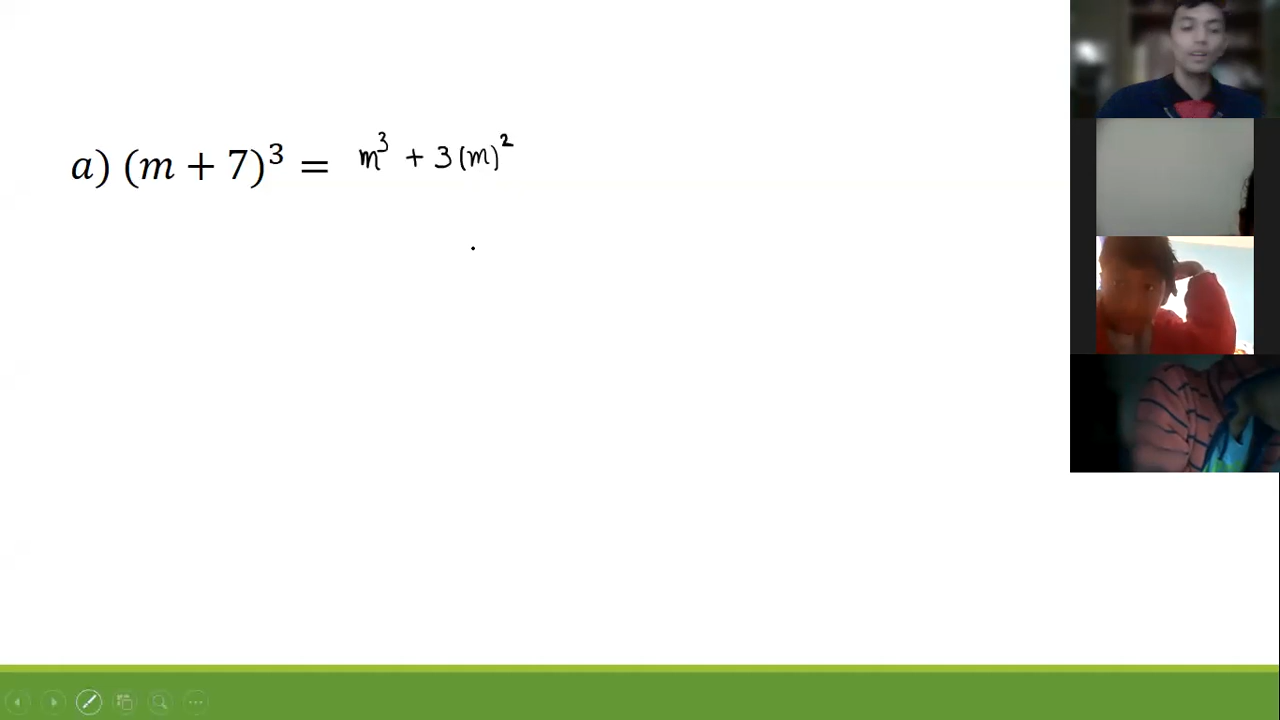 a) (m + 7)³ = m³ + 3(m)²